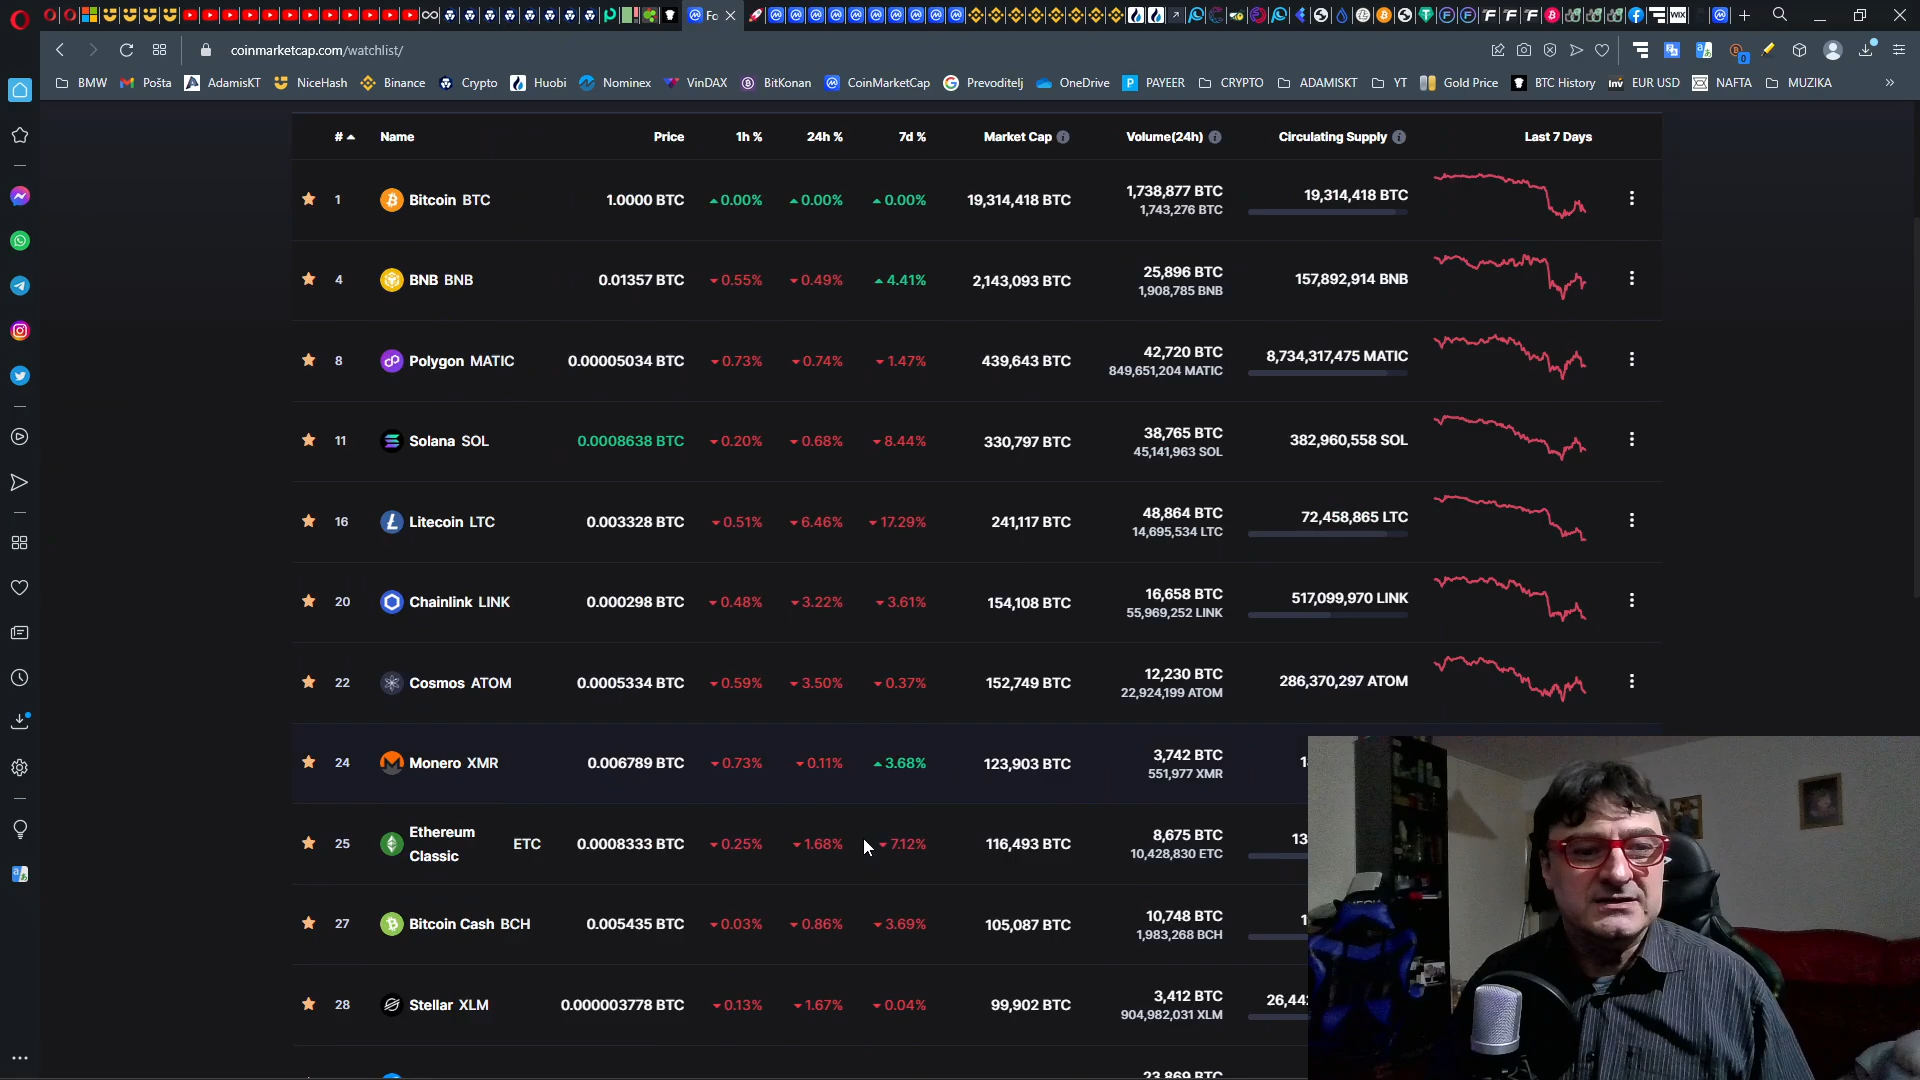 Fo
coinmarketcap.com/watchlist/
BMW Pošta AdamisKT NiceHash Binance Crypto Huobi Nominex VinDAX BitKonan CoinMarketCap Prevoditelj OneDrive PAYEER CRYPTO ADAMISKT YT Gold Price BTC History EUR USD NAFTA MUZIKA »
# Name Price 1h % 24h % 7d % Market Cap Volume(24h) Circulating Supply Last 7 Days
1 Bitcoin BTC 1.0000 BTC 0.00% 0.00% 0.00% 19,314,418 BTC 1,738,877 BTC 19,314,418 BTC
1,743,276 BTC
4 BNB BNB 0.01357 BTC 0.55% 0.49% 4.41% 2,143,093 BTC 25,896 BTC 157,892,914 BNB
1,908,785 BNB
8 Polygon MATIC 0.00005034 BTC 0.73% 0.74% 1.47% 439,643 BTC 42,720 BTC 8,734,317,475 MATIC
849,651,204 MATIC
11 Solana SOL 0.0008638 BTC 0.20% 0.68% 8.44% 330,797 BTC 38,765 BTC 382,960,558 SOL
45,141,963 SOL
16 Litecoin LTC 0.003328 BTC 0.51% 6.46% 17.29% 241,117 BTC 48,864 BTC 72,458,865 LTC
14,695,534 LTC
20 Chainlink LINK 0.000298 BTC 0.48% 3.22% 3.61% 154,108 BTC 16,658 BTC 517,099,970 LINK
55,969,252 LINK
22 Cosmos ATOM 0.0005334 BTC 0.59% 3.50% 0.37% 152,749 BTC 12,230 BTC 286,370,297 ATOM
22,924,199 ATOM
24 Monero XMR 0.006789 BTC 0.73% 0.11% 3.68% 123,903 BTC 3,742 BTC
551,977 XMR
25 Ethereum Classic ETC 0.0008333 BTC 0.25% 1.68% 7.12% 116,493 BTC 8,675 BTC 13
10,428,830 ETC
27 Bitcoin Cash BCH 0.005435 BTC 0.03% 0.86% 3.69% 105,087 BTC 10,748 BTC
1,983,268 BCH
28 Stellar XLM 0.000003778 BTC 0.13% 1.67% 0.04% 99,902 BTC 3,412 BTC 26,44
904,982,031 XLM
23,869 BTC